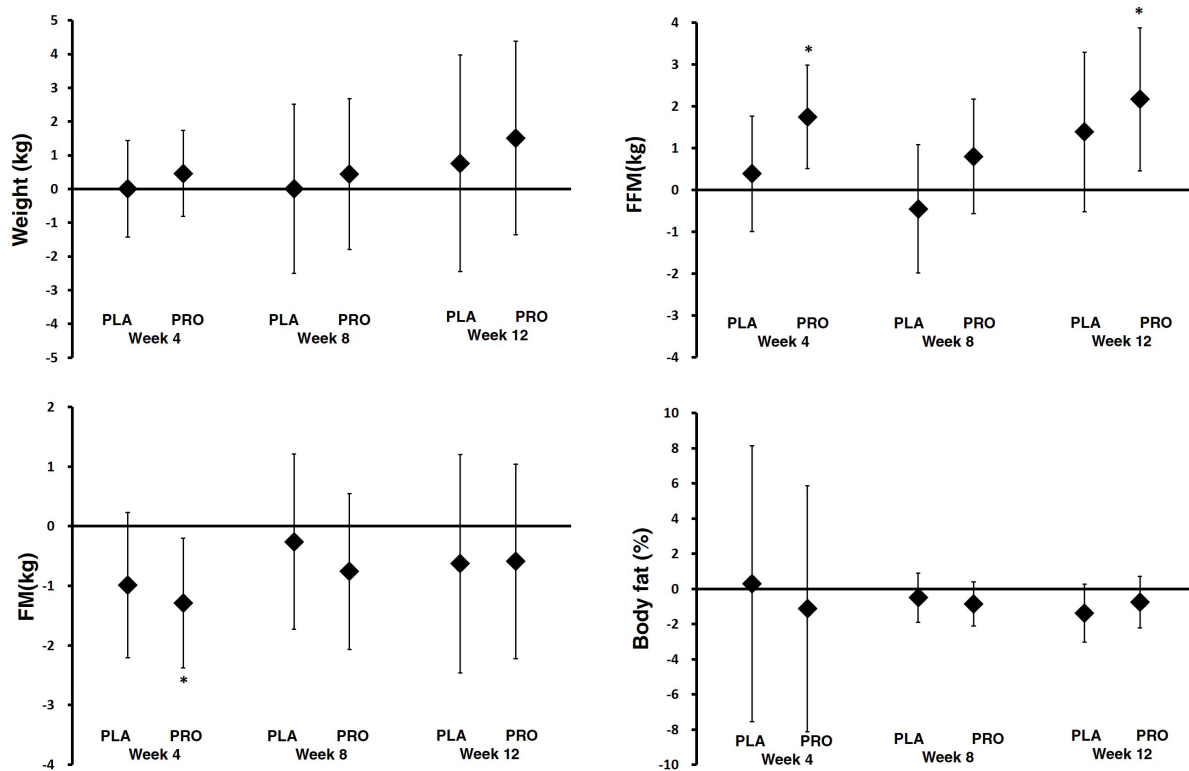 Weight (kg)
5
4
3
2
1
0
-1
-2
-3
-4
-5
PLA PRO
Week 4
PLA PRO
Week 8
PLA PRO
Week 12
FFM(kg)
4
3
2
1
0
-1
-2
-3
-4
*
*
PLA PRO
Week 4
PLA PRO
Week 8
PLA PRO
Week 12
FM(kg)
2
1
0
-1
-2
-3
-4
*
PLA PRO
Week 4
PLA PRO
Week 8
PLA PRO
Week 12
Body fat (%)
10
8
6
4
2
0
-2
-4
-6
-8
-10
PLA PRO
Week 4
PLA PRO
Week 8
PLA PRO
Week 12